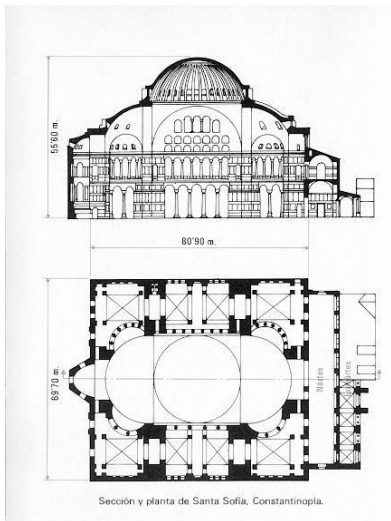 55'60 m.
80'90 m.
69'70 m.
Nártex
Sección y planta de Santa Sofía, Constantinopla.